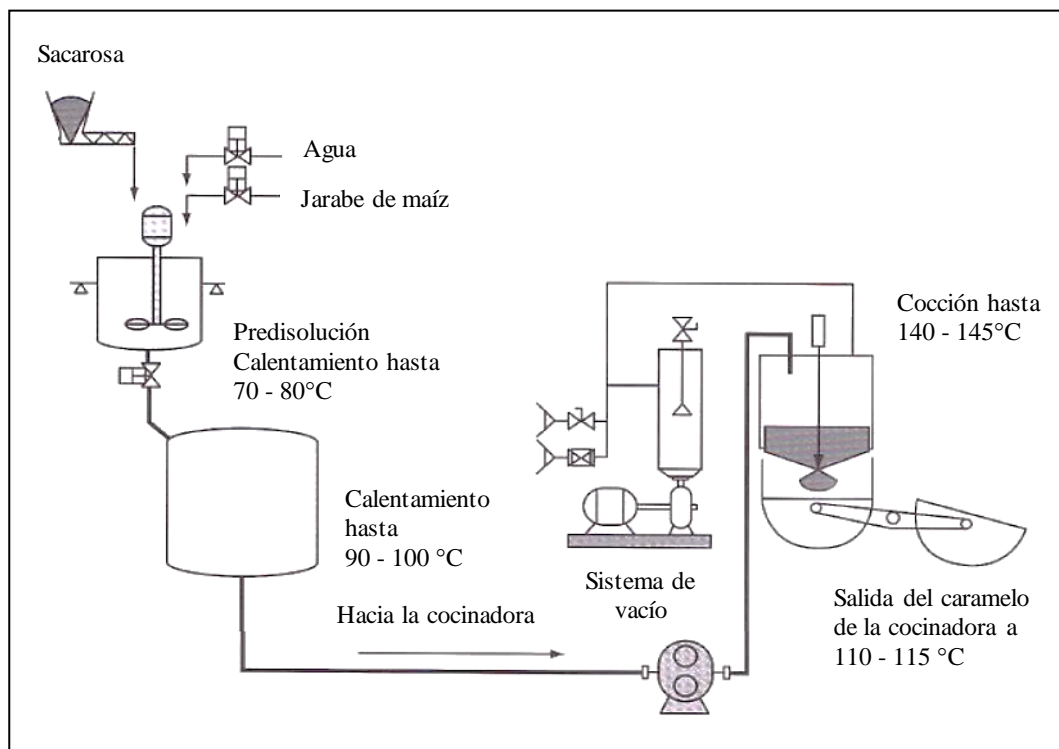 Sacarosa
Agua
Jarabe de maíz
Predisolución
Calentamiento hasta
70 - 80°C
Calentamiento
hasta
90 - 100 °C
Hacia la cocinadora
Sistema de
vacío
Cocción hasta
140 - 145°C
Salida del caramelo
de la cocinadora a
110 - 115 °C